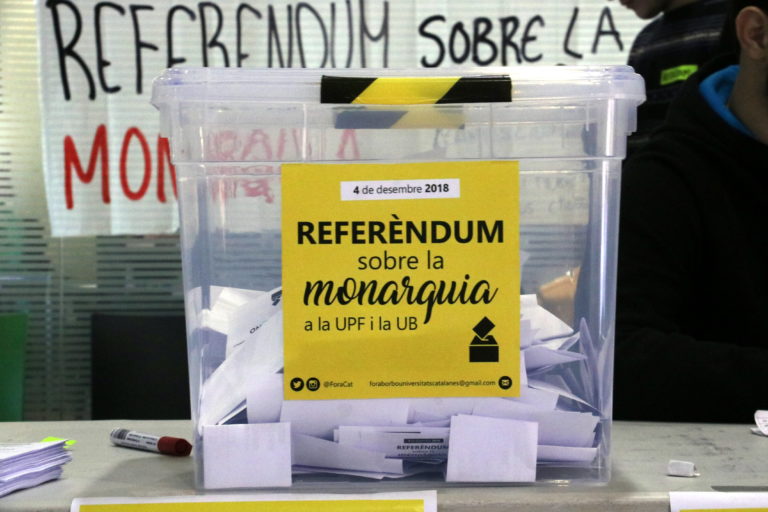 REFERÈNDUM SOBRE LA
MONARQUIA
4 de desembre 2018
REFERÈNDUM
sobre la
monarquia
a la UPF i la UB
@ForaCat
foraborbouniversitatscatalanes@gmail.com
REFERÈNDUM